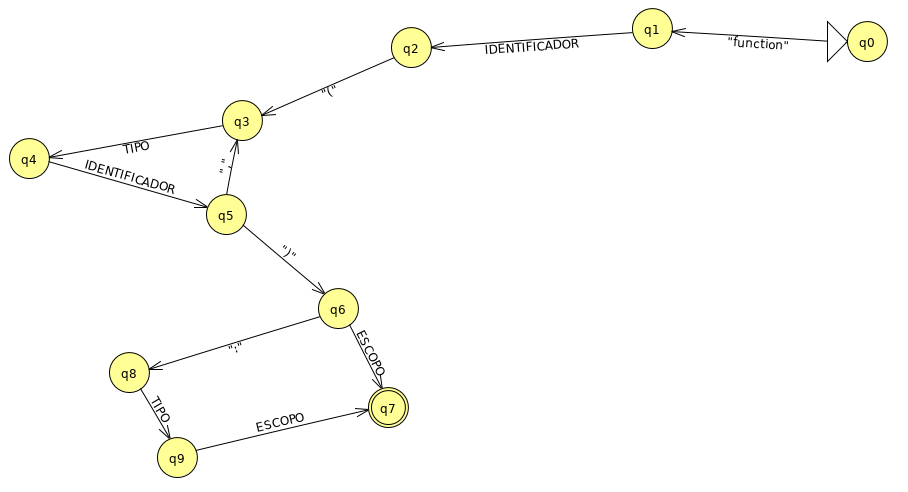 q1
q0
"function"
q2
IDENTIFICADOR
"("
q3
TIPO
q4
IDENTIFICADOR
","
q5
")"
q6
":"
ESCOPO
q8
TIPO
q7
ESCOPO
q9